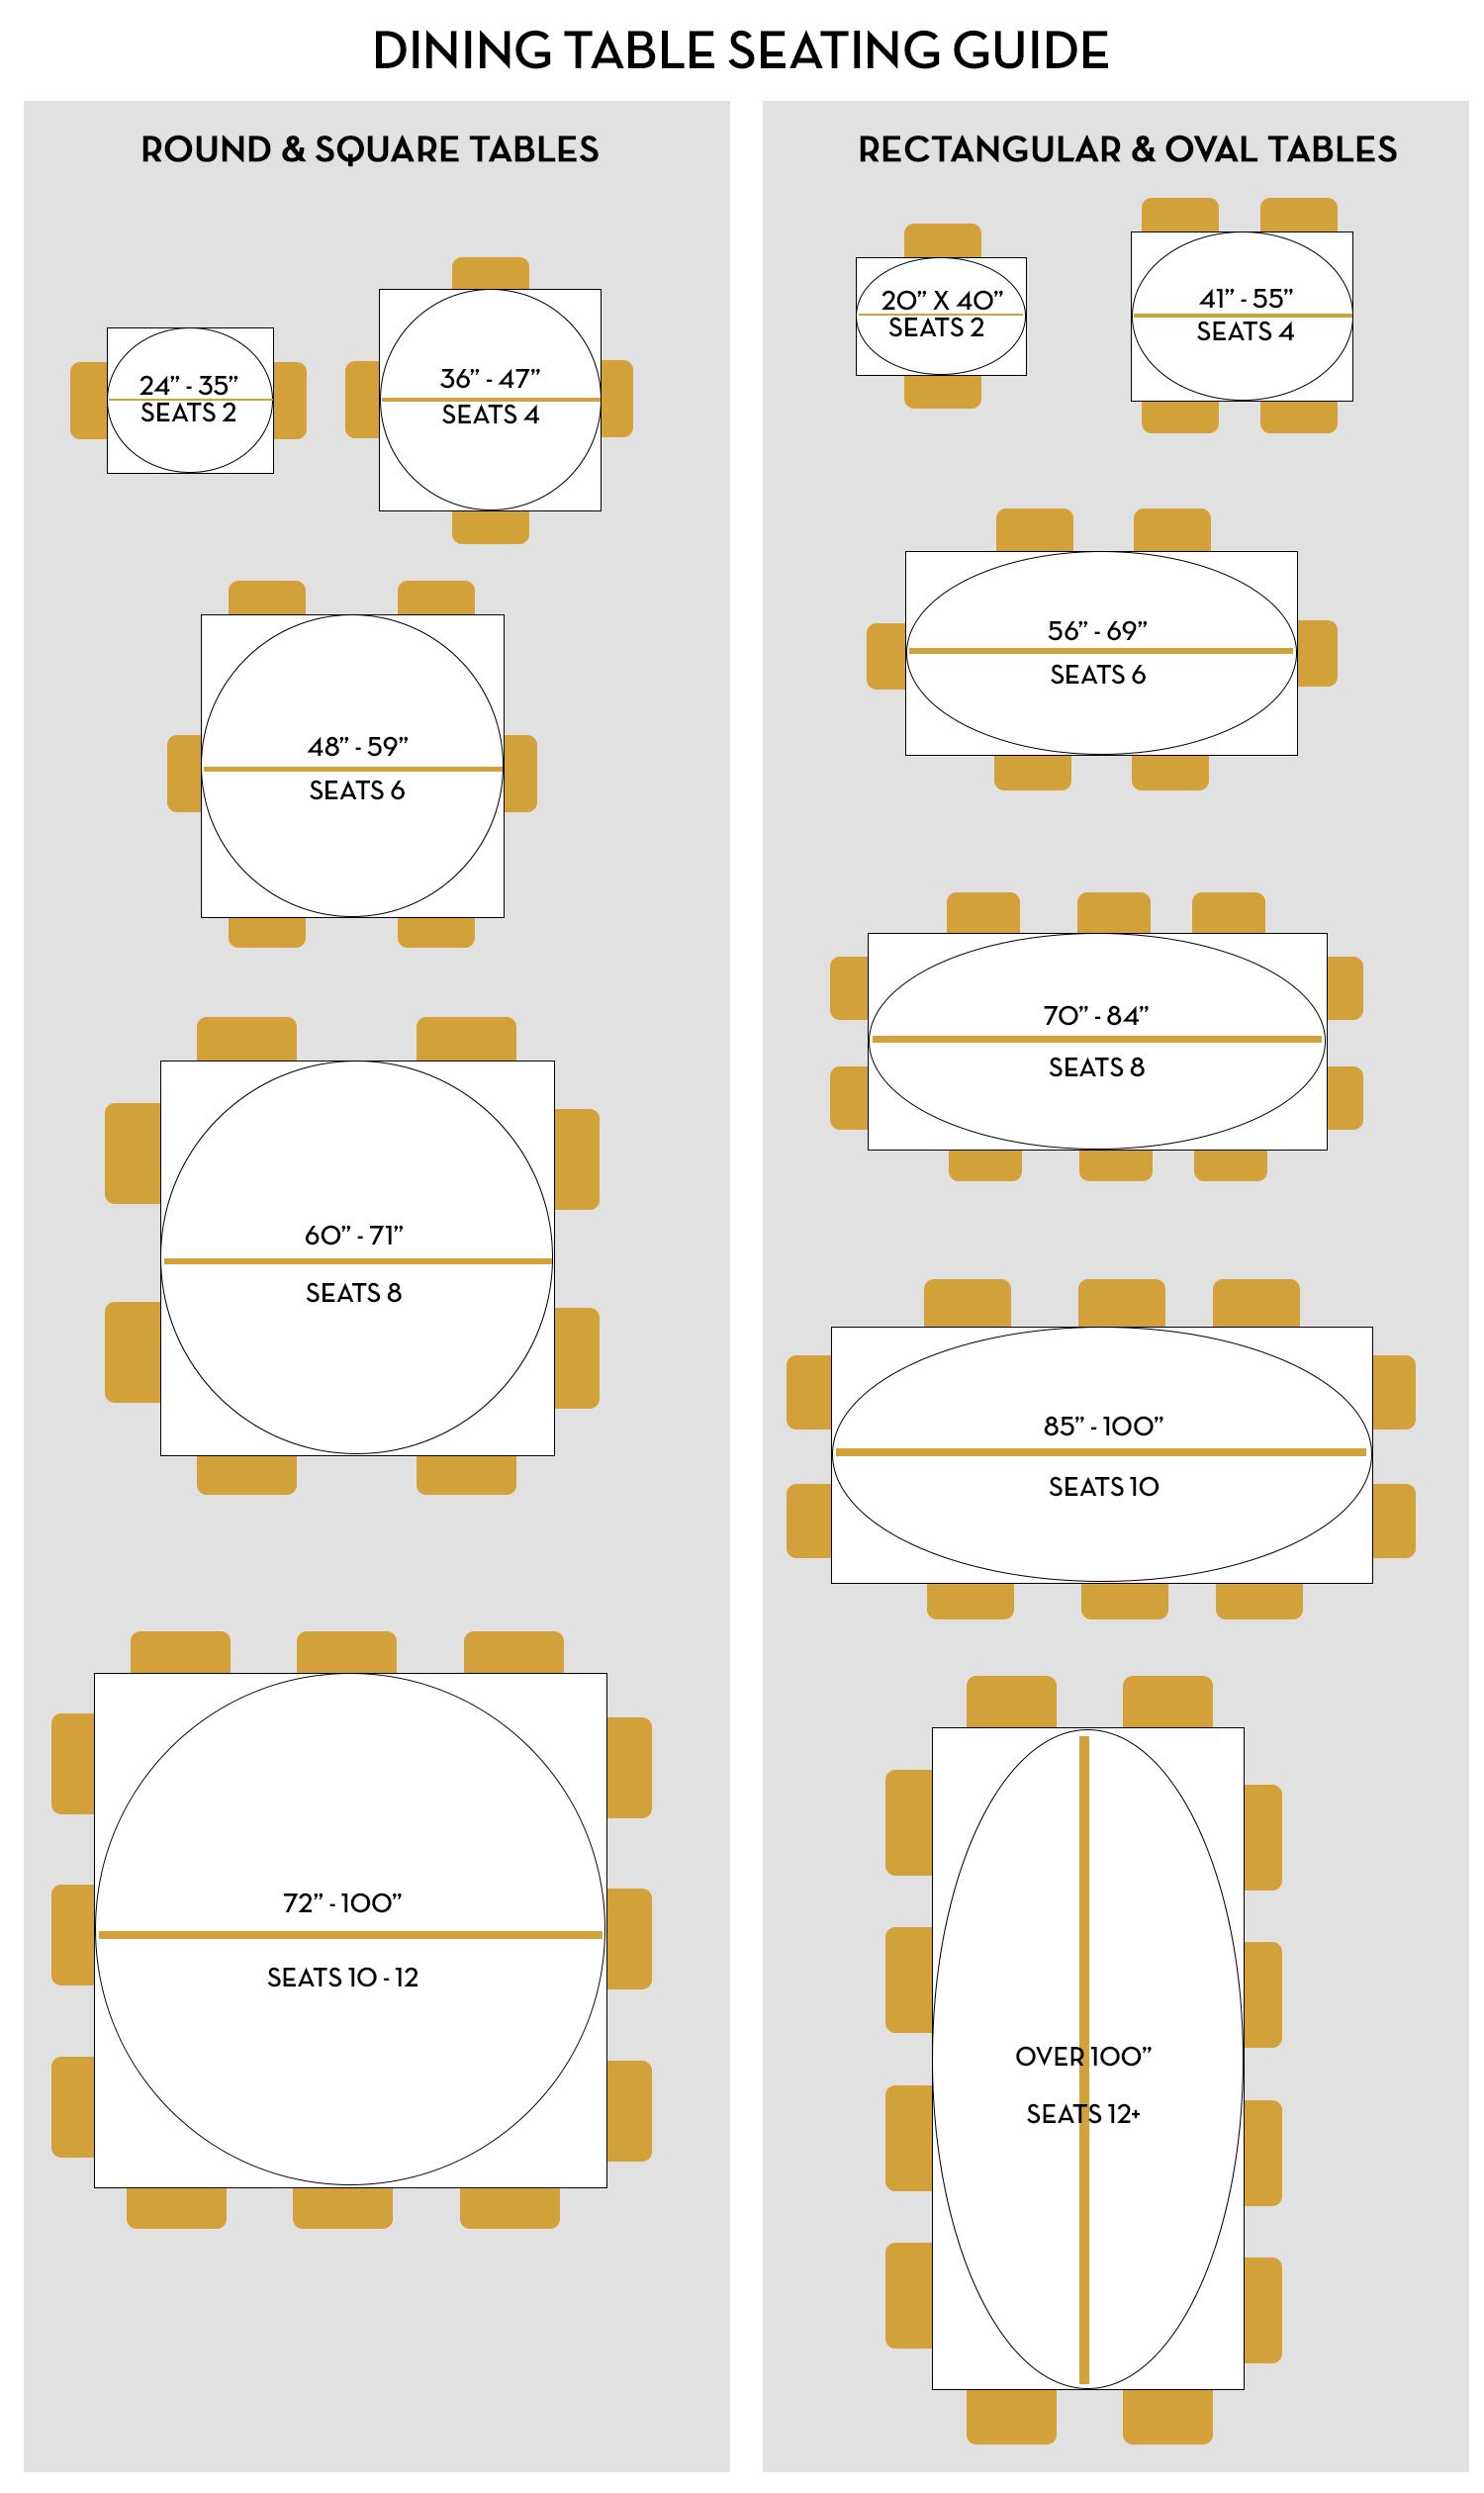 DINING TABLE SEATING GUIDE
ROUND & SQUARE TABLES
24” - 35”
SEATS 2
36” - 47”
SEATS 4
48” - 59”
SEATS 6
60” - 71”
SEATS 8
72” - 100”
SEATS 10 - 12
RECTANGULAR & OVAL TABLES
20” X 40”
SEATS 2
41” - 55”
SEATS 4
56” - 69”
SEATS 6
70” - 84”
SEATS 8
85” - 100”
SEATS 10
OVER 100”
SEATS 12+